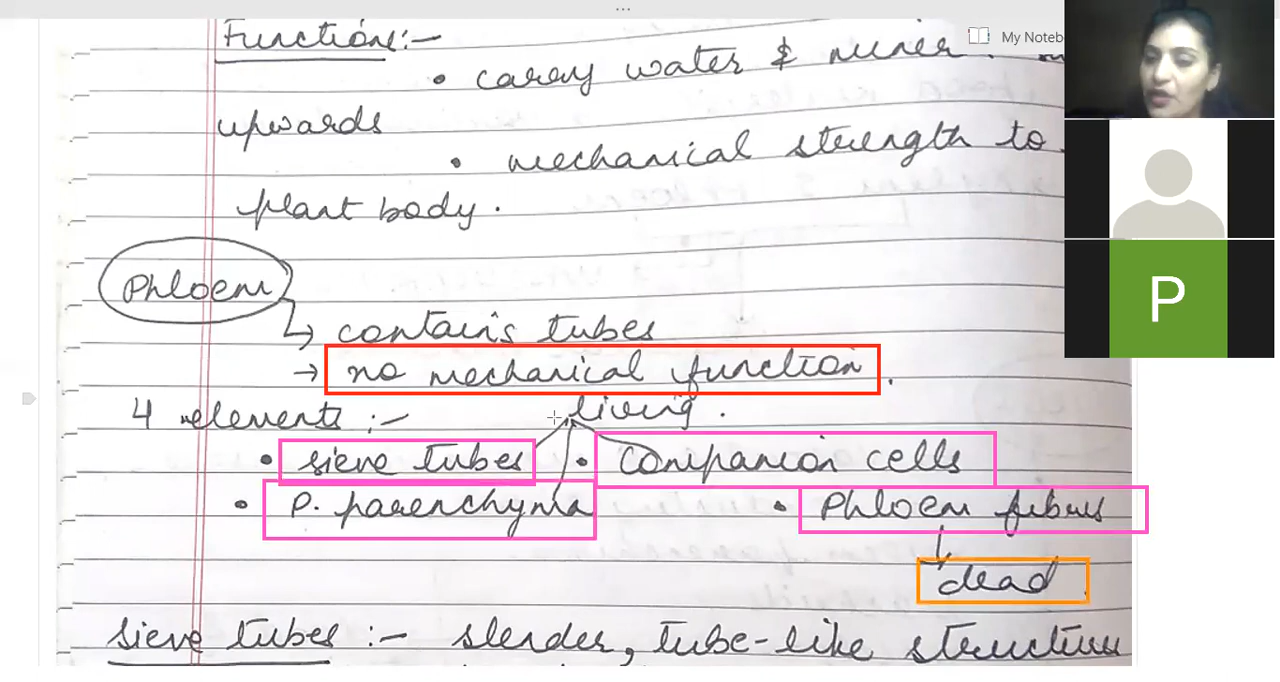 ...
My Noteb
Functions:-
• carry water & miner
upwards
• mechanical strength to
plant body.
Phloem
↳ contains tubes
→ no mechanical function.
4 elements :- living.
• sieve tubes • companion cells
• P. parenchyma • Phloem fibres
dead.
sieve tubes :- slender, tube-like structure
P